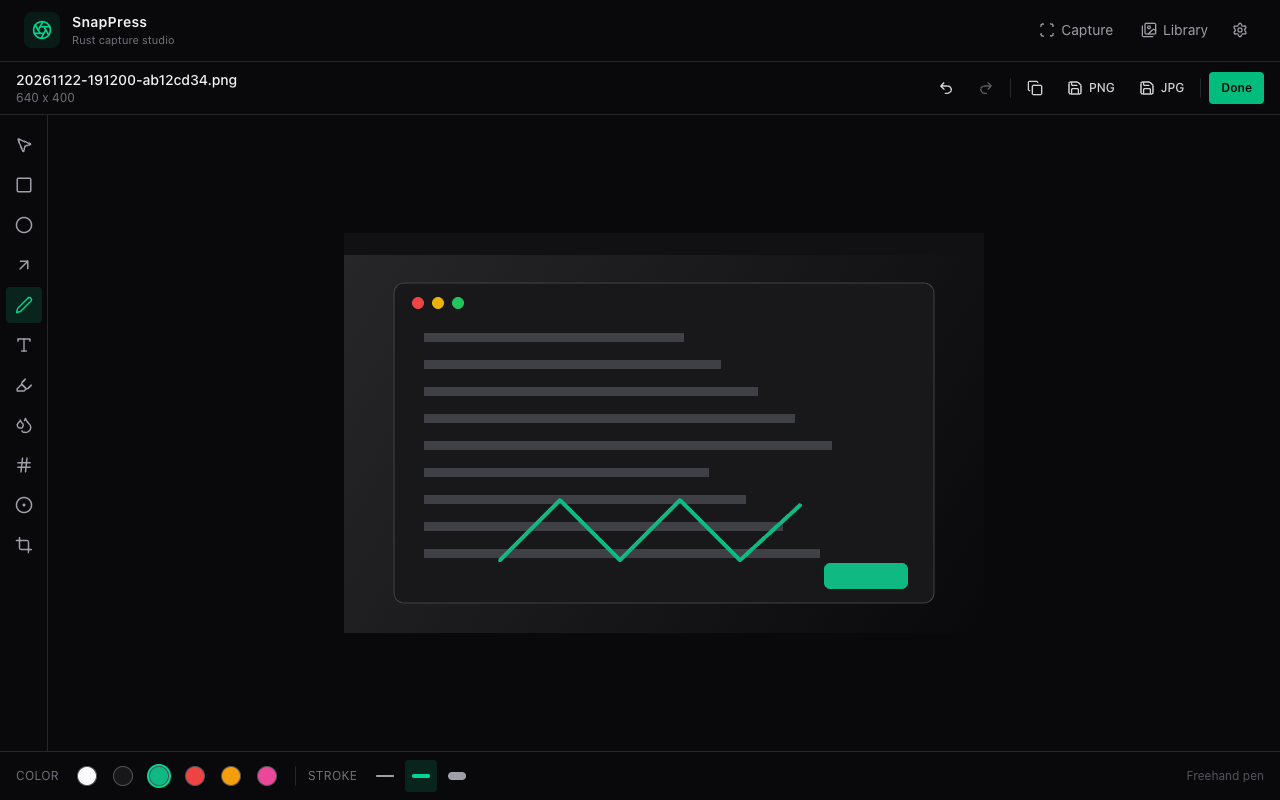 SnapPress
Rust capture studio
Capture
Library
20261122-191200-ab12cd34.png
640 x 400
PNG
JPG
Done
COLOR
STROKE
Freehand pen